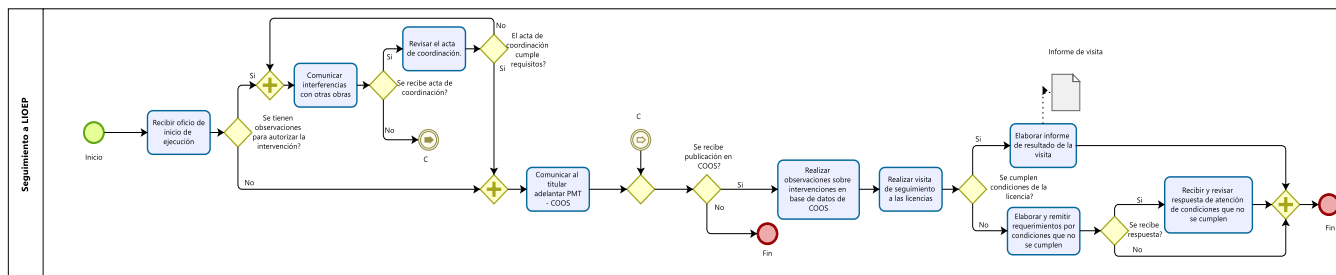 Seguimiento a LIOEP
Inicio
Recibir oficio de
inicio de
ejecución
Se tienen
observaciones
para autorizar la
intervención?
Si
No
Comunicar
interferencias
con otras obras
Se recibe acta de
coordinación?
Si
No
C
Revisar el acta
de coordinación.
El acta de
coordinación
cumple
requisitos?
No
Si
Comunicar al
titular
adelantar PMT
- COOS
C
Se recibe
publicación en
COOS?
Si
No
Fin
Realizar
observaciones sobre
intervenciones en
base de datos de
COOS
Realizar visita
de seguimiento
a las licencias
Se cumplen
condiciones de la
licencia?
Si
No
Elaborar informe
de resultado de la
visita
Informe de visita
Elaborar y remitir
requerimientos por
condiciones que no
se cumplen
Se recibe
respuesta?
Si
No
Recibir y revisar
respuesta de atención
de condiciones que no
se cumplen
Fin